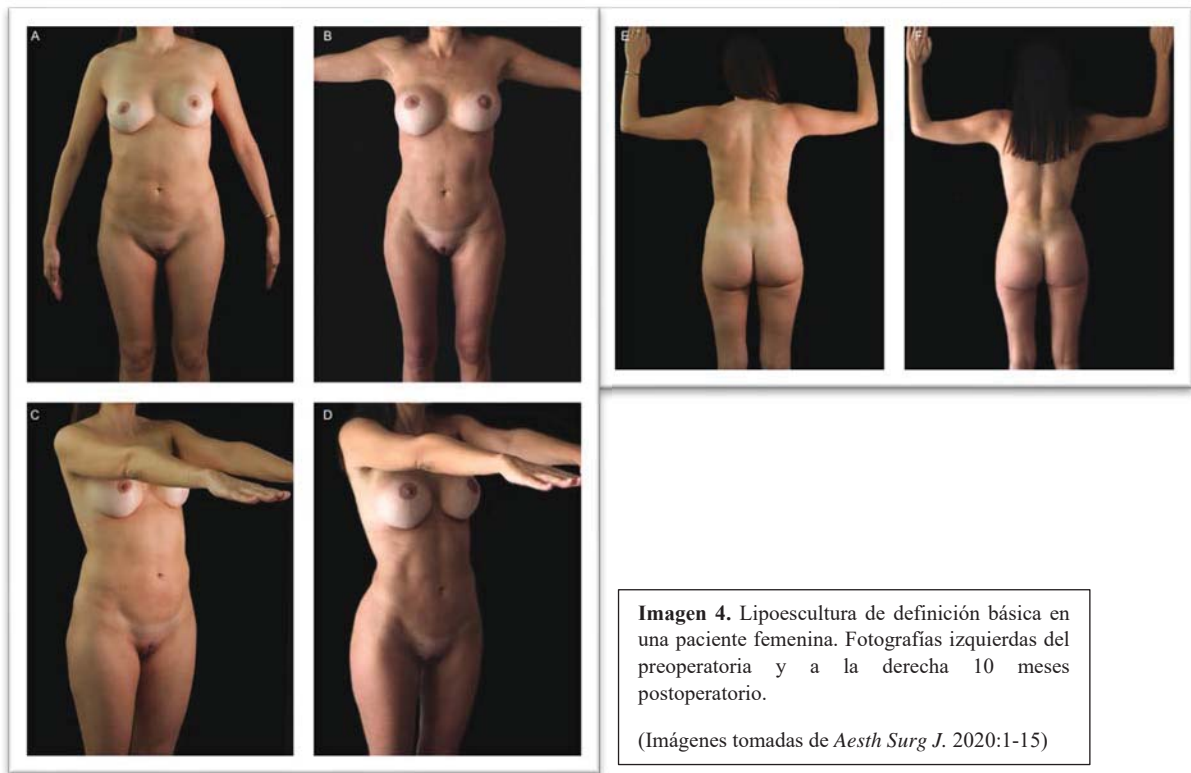 A
B
E
F
C
D
Imagen 4. Lipoescultura de definición básica en
una paciente femenina. Fotografías izquierdas del
preoperatoria y a la derecha 10 meses
postoperatorio.
(Imágenes tomadas de Aesth Surg J. 2020:1-15)